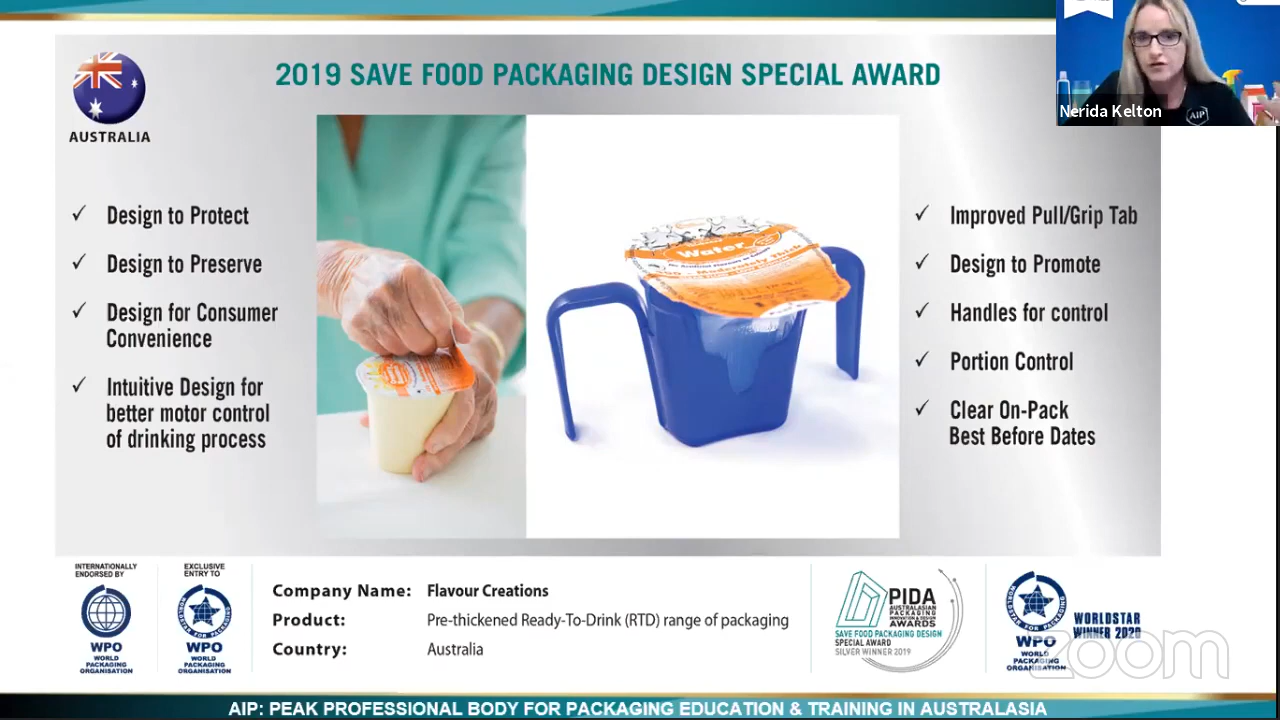 2019 SAVE FOOD PACKAGING DESIGN SPECIAL AWARD
Nerida Kelton
AIP
AUSTRALIA
✓ Design to Protect
✓ Design to Preserve
✓ Design for Consumer
Convenience
✓ Intuitive Design for
better motor control
of drinking process
Water
Moderately Thick
✓ Improved Pull/Grip Tab
✓ Design to Promote
✓ Handles for control
✓ Portion Control
✓ Clear On-Pack
Best Before Dates
INTERNATIONALLY
ENDORSED BY
WPO
WORLD
PACKAGING
ORGANISATION
EXCLUSIVE
ENTRY TO
WPO
WORLD
PACKAGING
ORGANISATION
Company Name: Flavour Creations
Product: Pre-thickened Ready-To-Drink (RTD) range of packaging
Country: Australia
PIDA
AUSTRALASIAN
PACKAGING
INNOVATION & DESIGN
AWARDS
SAVE FOOD PACKAGING DESIGN
SPECIAL AWARD
SILVER WINNER 2019
WPO
WORLD
PACKAGING
ORGANISATION
WORLDSTAR
WINNER 2020
zoom
AIP: PEAK PROFESSIONAL BODY FOR PACKAGING EDUCATION & TRAINING IN AUSTRALASIA